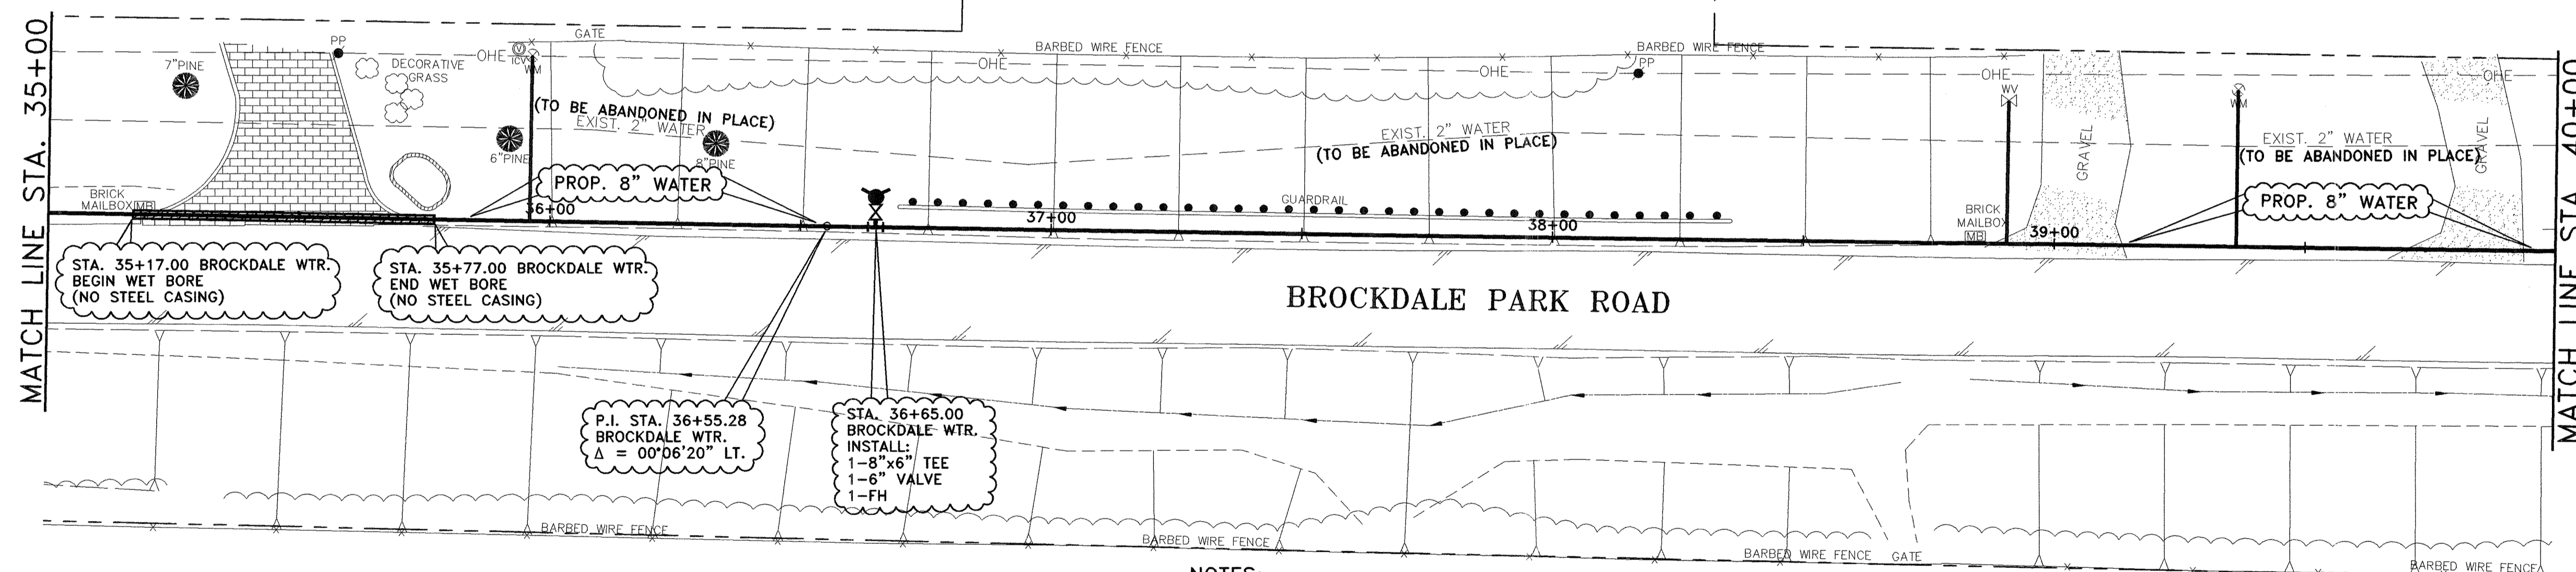 MATCH LINE STA. 35+00
7"PINE
PP
DECORATIVE
GRASS
OHE
V
ICV
WM
GATE
BARBED WIRE FENCE
OHE
OHE
BARBED WIRE FENCE
PP
OHE
WV
WM
OHE
(TO BE ABANDONED IN PLACE)
EXIST. 2" WATER
6"PINE
8"PINE
EXIST. 2" WATER
(TO BE ABANDONED IN PLACE)
GRAVEL
EXIST. 2" WATER
(TO BE ABANDONED IN PLACE)
GRAVEL
PROP. 8" WATER
PROP. 8" WATER
BRICK
MAILBOX
MB
36+00
37+00
GUARDRAIL
38+00
BRICK
MAILBOX
MB
39+00
STA. 35+17.00 BROCKDALE WTR.
BEGIN WET BORE
(NO STEEL CASING)
STA. 35+77.00 BROCKDALE WTR.
END WET BORE
(NO STEEL CASING)
BROCKDALE PARK ROAD
P.I. STA. 36+55.28
BROCKDALE WTR.
Δ = 00°06'20" LT.
STA. 36+65.00
BROCKDALE WTR.
INSTALL:
1-8"x6" TEE
1-6" VALVE
1-FH
BARBED WIRE FENCE
BARBED WIRE FENCE
BARBED WIRE FENCE
GATE
BARBED WIRE FENCE
NOTES:
MATCH LINE STA. 40+00